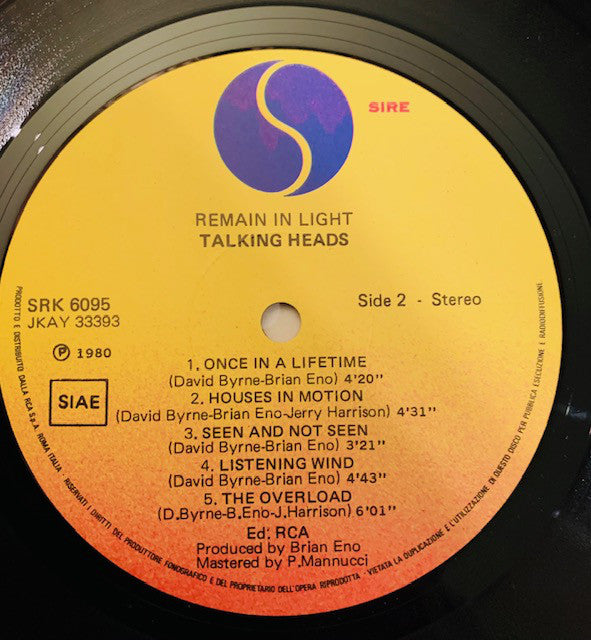 SIRE
REMAIN IN LIGHT
TALKING HEADS
SRK 6095
JKAY 33393
Side 2 - Stereo
℗ 1980
SIAE
1. ONCE IN A LIFETIME
(David Byrne-Brian Eno) 4'20''
2. HOUSES IN MOTION
(David Byrne-Brian Eno-Jerry Harrison) 4'31''
3. SEEN AND NOT SEEN
(David Byrne-Brian Eno) 3'21''
4. LISTENING WIND
(David Byrne-Brian Eno) 4'43''
5. THE OVERLOAD
(D.Byrne-B.Eno-J.Harrison) 6'01''
Ed. RCA
Produced by Brian Eno
Mastered by P.Mannucci
PRODOTTO E DISTRIBUITO DALLA RCA S.p.A. ROMA ITALIA - RISERVATI I DIRITTI DEL PRODUTTORE FONOGRAFICO E DEL PROPRIETARIO DELL'OPERA RIPRODOTTA - VIETATA LA DUPLICAZIONE E L'UTILIZZAZIONE DI QUESTO DISCO PER PUBBLICA ESECUZIONE E RADIODIFFUSIONE